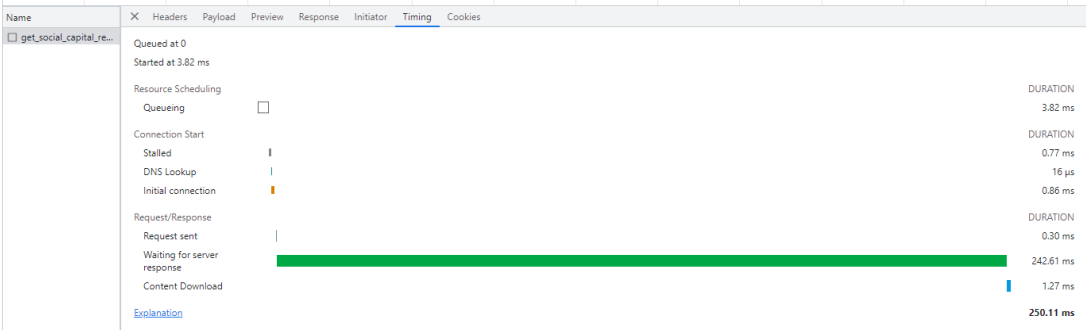 Name
Headers Payload Preview Response Initiator Timing Cookies
get_social_capital_re...
Queued at 0
Started at 3.82 ms
Resource Scheduling DURATION
Queueing 3.82 ms
Connection Start DURATION
Stalled 0.77 ms
DNS Lookup 16 μs
Initial connection 0.86 ms
Request/Response DURATION
Request sent 0.30 ms
Waiting for server
response 242.61 ms
Content Download 1.27 ms
Explanation 250.11 ms